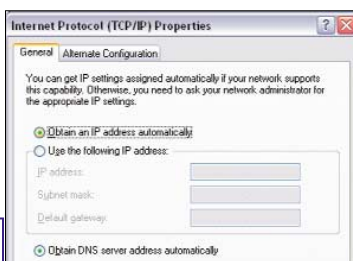 Internet Protocol (TCP/IP) Properties
General
Alternate Configuration
You can get IP settings assigned automatically if your network supports
this capability. Otherwise, you need to ask your network administrator for
the appropriate IP settings.
Obtain an IP address automatically
Use the following IP address:
IP address:
Subnet mask:
Default gateway:
Obtain DNS server address automatically